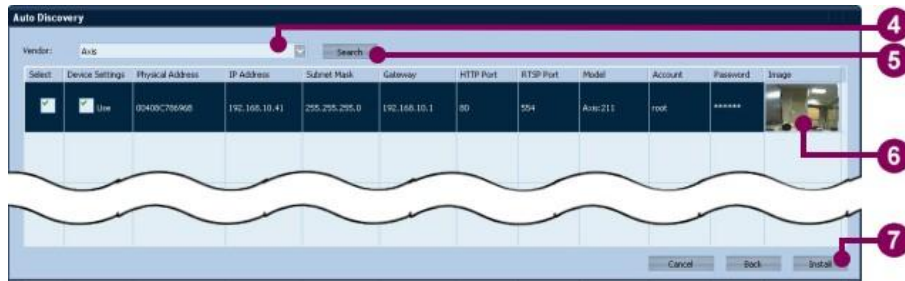 Auto Discovery
4
Vendor: Axis Search
5
Select Device Settings Physical Address IP Address Subnet Mask Gateway HTTP Port RTSP Port Model Account Password Image
Use 00408C786968 192.168.10.41 255.255.255.0 192.168.10.1 80 554 Axis:211 root ******
6
7
Cancel Back Install